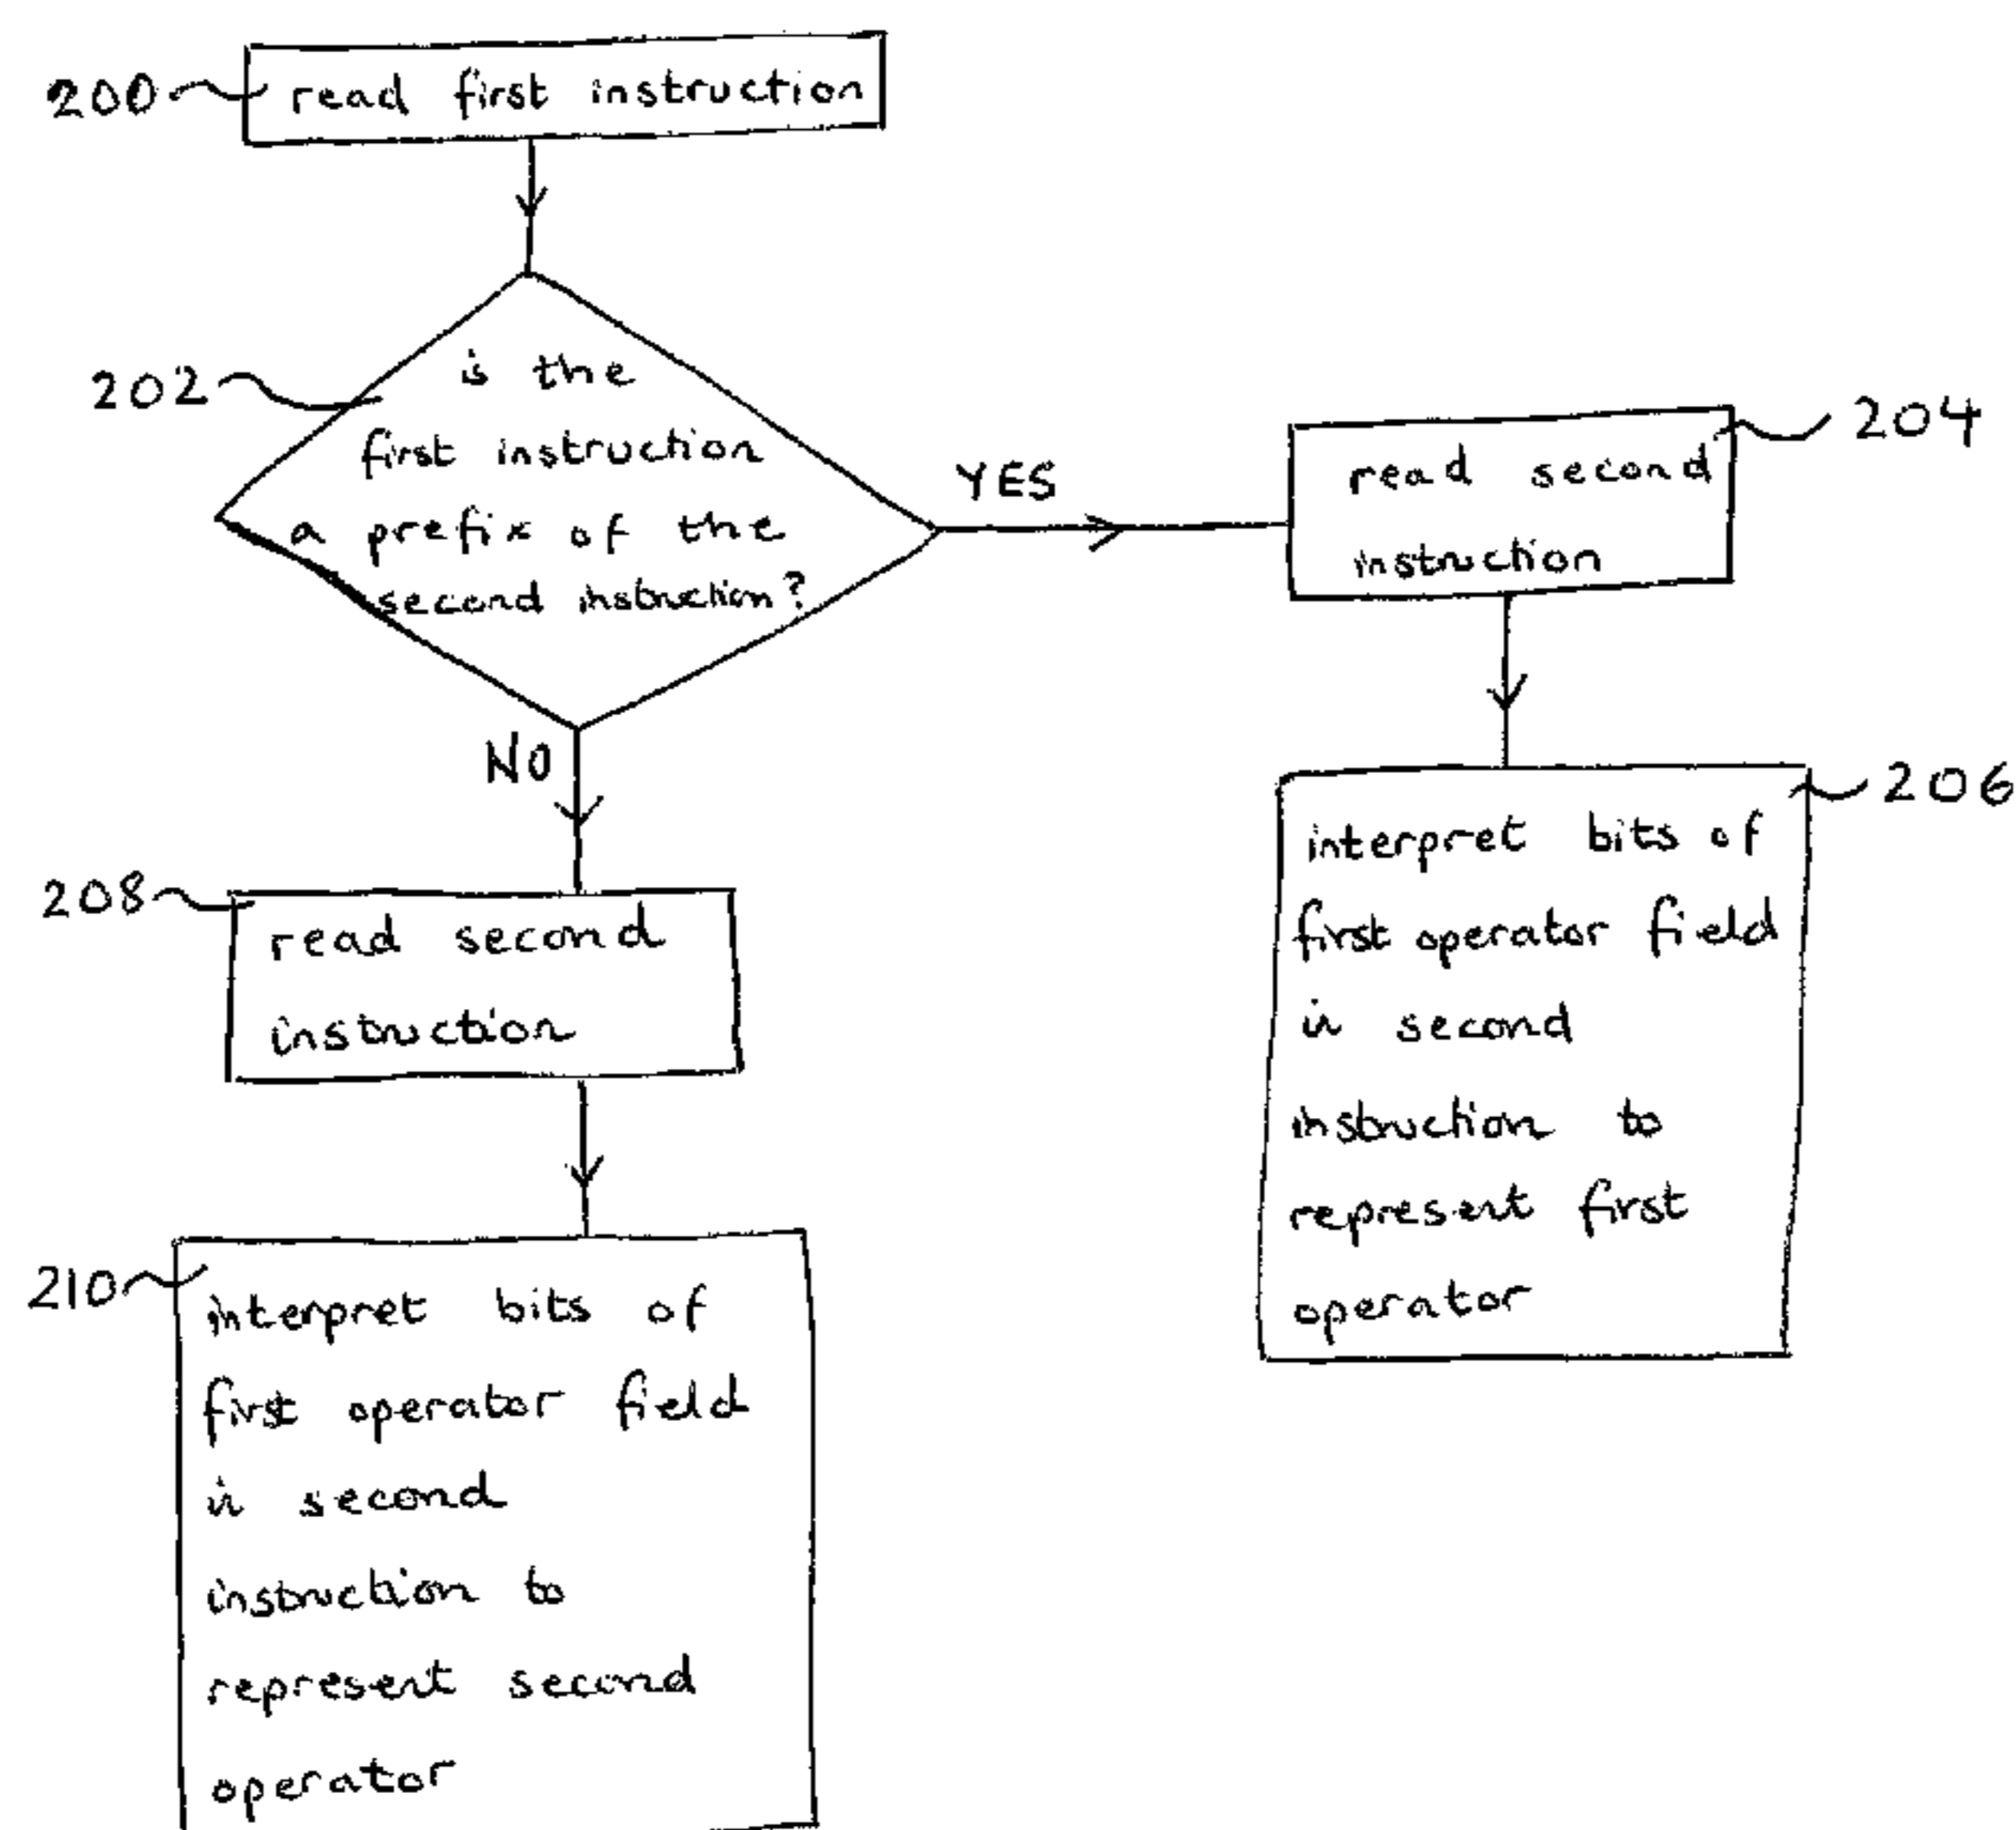 200 read first instruction
202
is the
first instruction
a prefix of the
second instruction?
YES
204
read second
instruction
206
interpret bits of
first operator field
in second
instruction to
represent first
operator
NO
208
read second
instruction
210
interpret bits of
first operator field
in second
instruction to
represent second
operator